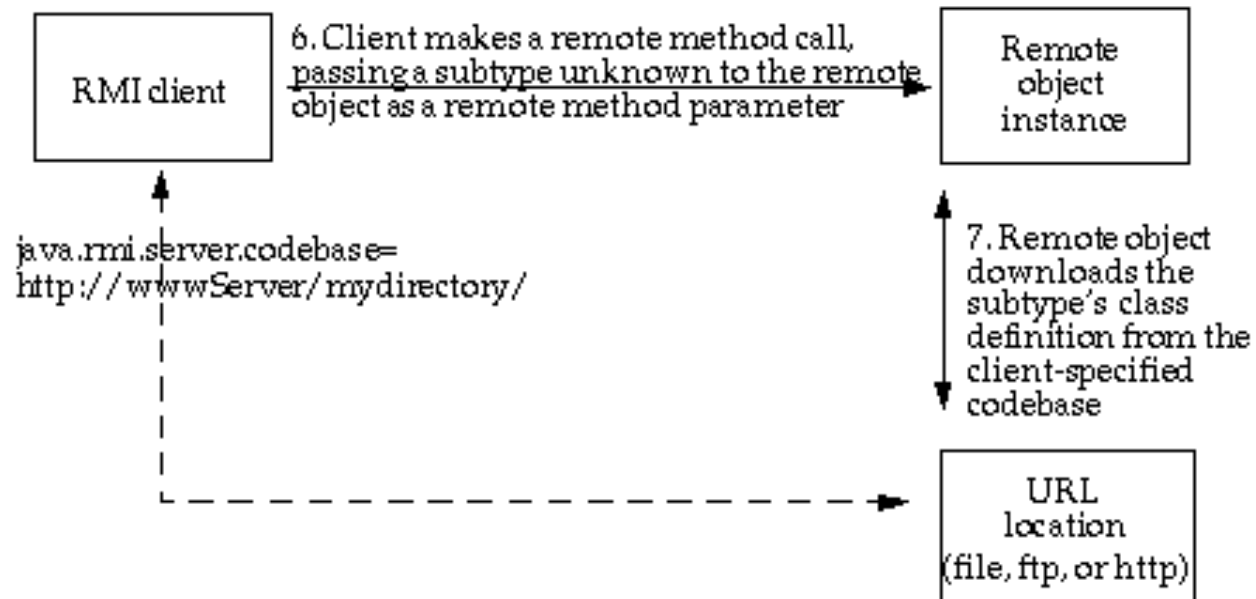 RMI client
6. Client makes a remote method call,
passing a subtype unknown to the remote
object as a remote method parameter
Remote
object
instance
java.rmi.server.codebase=
http://wwwServer/mydirectory/
7. Remote object
downloads the
subtype's class
definition from the
client-specified
codebase
URL
location
(file, ftp, or http)